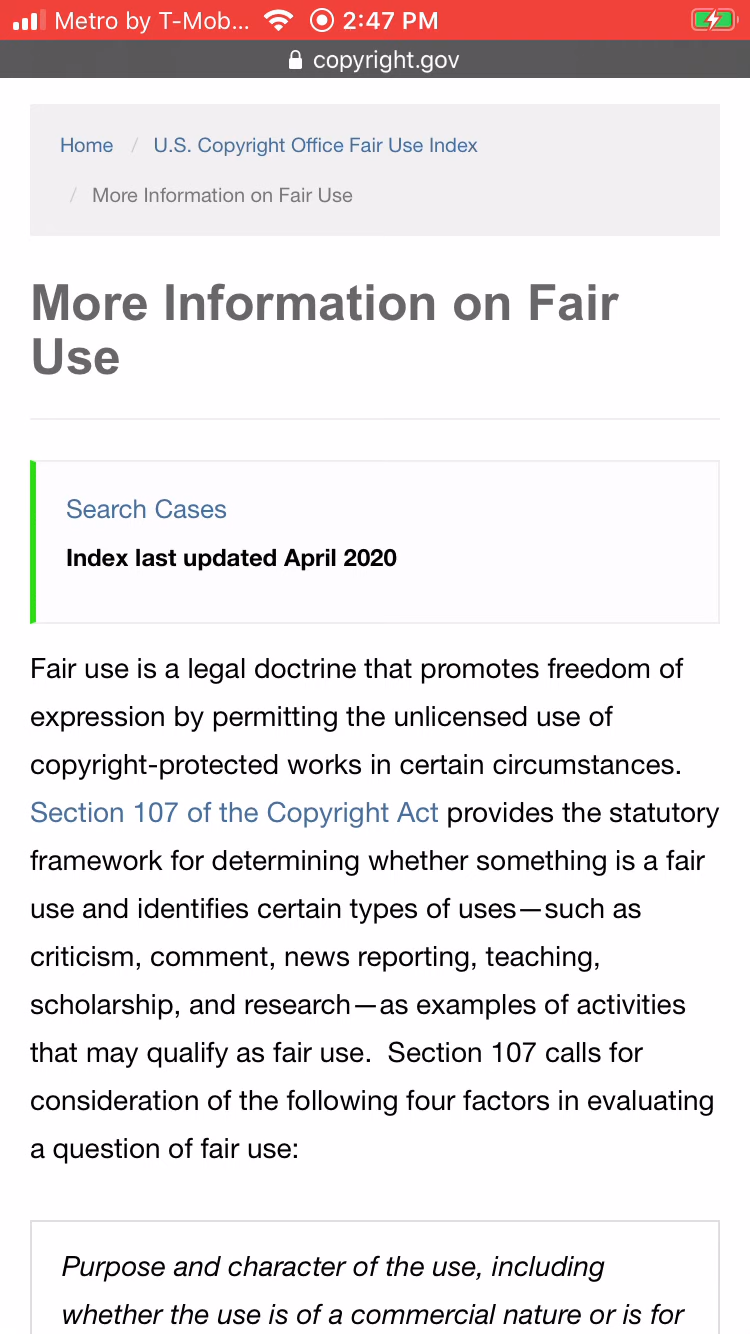 Metro by T-Mob... 2:47 PM
copyright.gov
Home / U.S. Copyright Office Fair Use Index
/ More Information on Fair Use
More Information on Fair
Use
Search Cases
Index last updated April 2020
Fair use is a legal doctrine that promotes freedom of
expression by permitting the unlicensed use of
copyright-protected works in certain circumstances.
Section 107 of the Copyright Act provides the statutory
framework for determining whether something is a fair
use and identifies certain types of uses—such as
criticism, comment, news reporting, teaching,
scholarship, and research—as examples of activities
that may qualify as fair use.  Section 107 calls for
consideration of the following four factors in evaluating
a question of fair use:
Purpose and character of the use, including
whether the use is of a commercial nature or is for